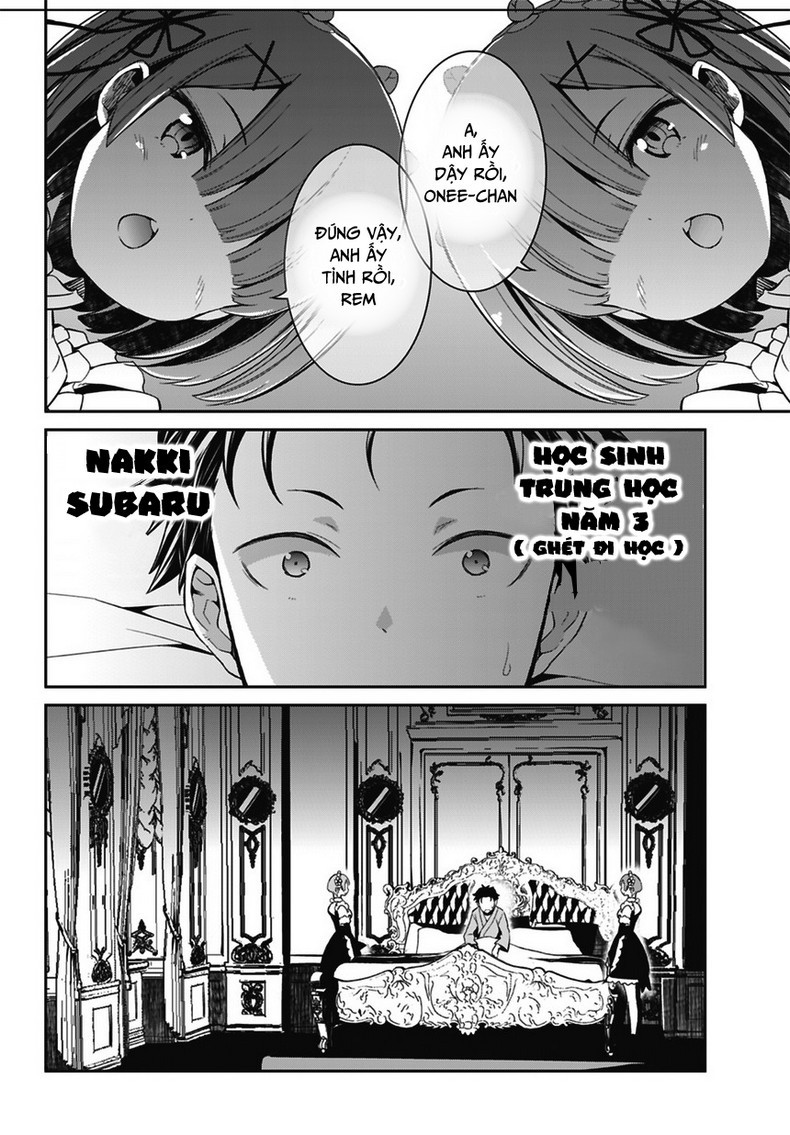 A,
ANH ẤY
DẬY RỒI,
ONEE-CHAN
ĐÚNG VẬY,
ANH ẤY
TỈNH RỒI,
REM
NAKKI
SUBARU
HỌC SINH
TRUNG HỌC
NĂM 3
( GHÉT ĐI HỌC )